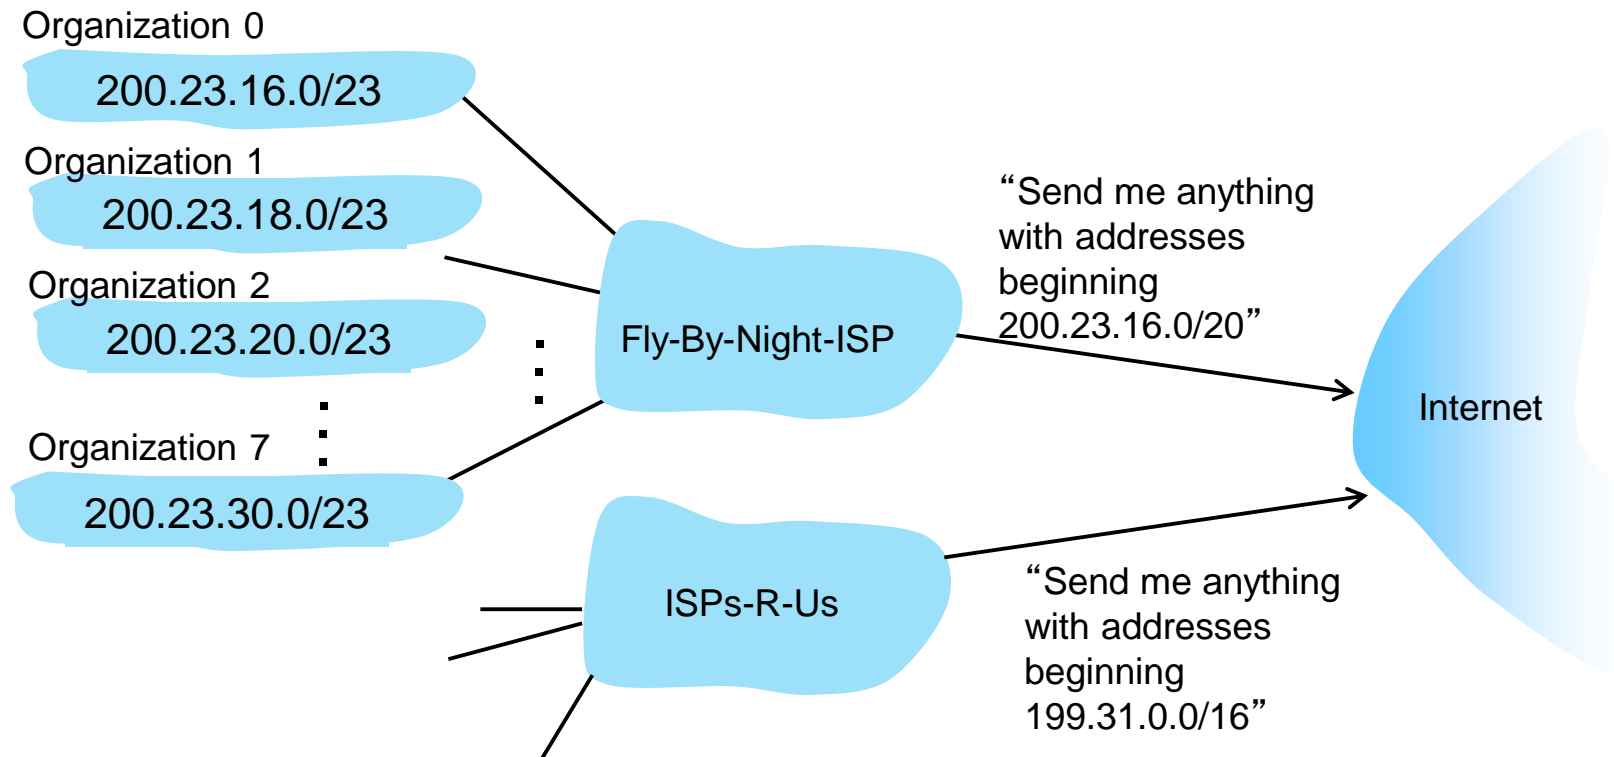 Organization 0
200.23.16.0/23
Organization 1
200.23.18.0/23
Organization 2
200.23.20.0/23
Organization 7
200.23.30.0/23
Fly-By-Night-ISP
“Send me anything
with addresses
beginning
200.23.16.0/20”
Internet
ISPs-R-Us
“Send me anything
with addresses
beginning
199.31.0.0/16”